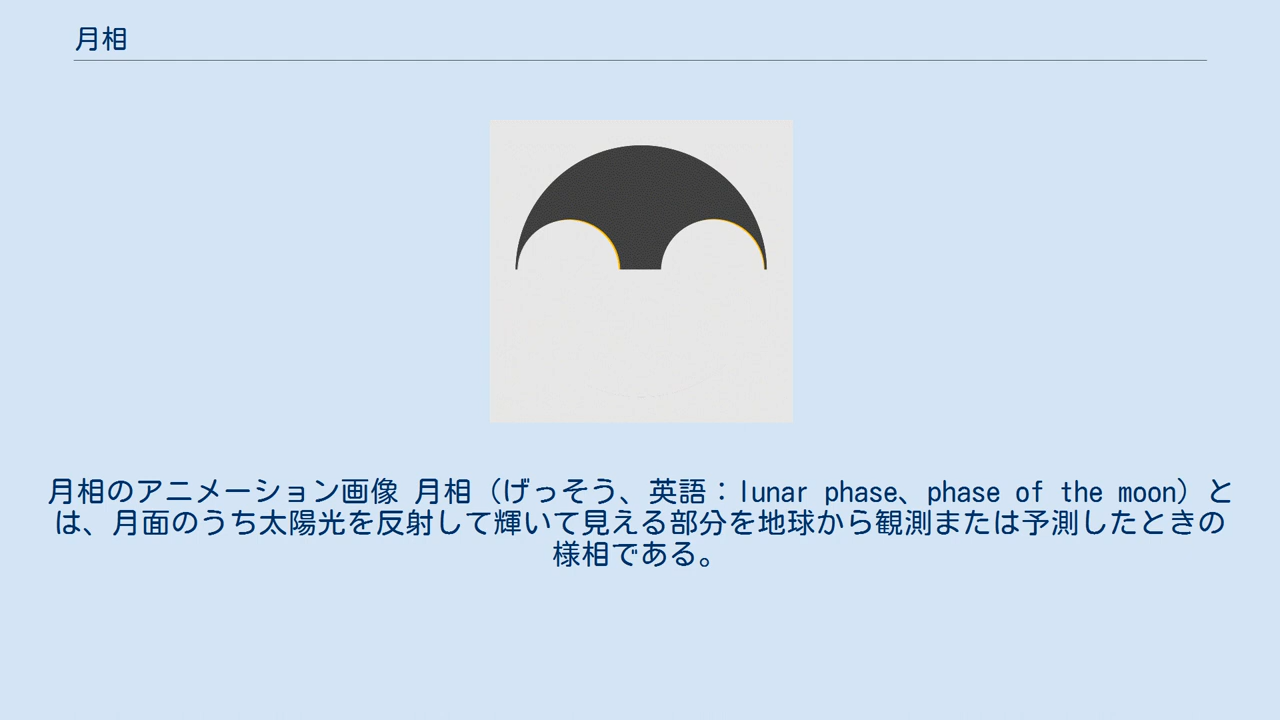 月相
月相のアニメーション画像 月相（げっそう、英語：lunar phase、phase of the moon）と
は、月面のうち太陽光を反射して輝いて見える部分を地球から観測または予測したときの
様相である。